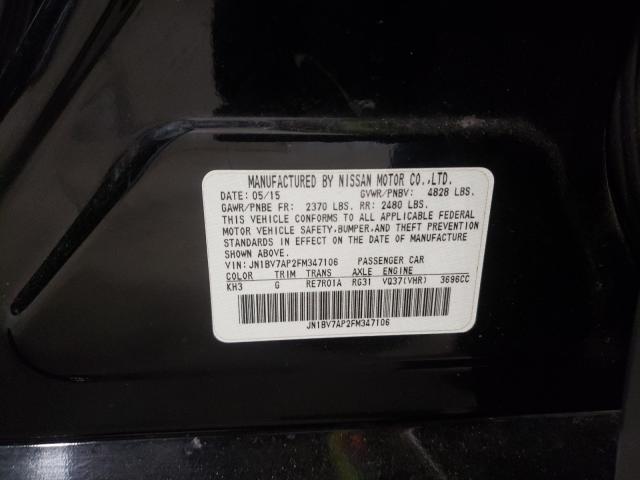 MANUFACTURED BY NISSAN MOTOR CO.,LTD.
DATE: 05/15 GVWR/PNBV: 4828 LBS.
GAWR/PNBE FR: 2370 LBS. RR: 2480 LBS.
THIS VEHICLE CONFORMS TO ALL APPLICABLE FEDERAL
MOTOR VEHICLE SAFETY,BUMPER,AND THEFT PREVENTION
STANDARDS IN EFFECT ON THE DATE OF MANUFACTURE
SHOWN ABOVE.
VIN: JN1BV7AP2FM347106 PASSENGER CAR
COLOR TRIM TRANS AXLE ENGINE
KH3 G RE7R01A RG31 VQ37(VHR) 3696CC
JN1BV7AP2FM347106